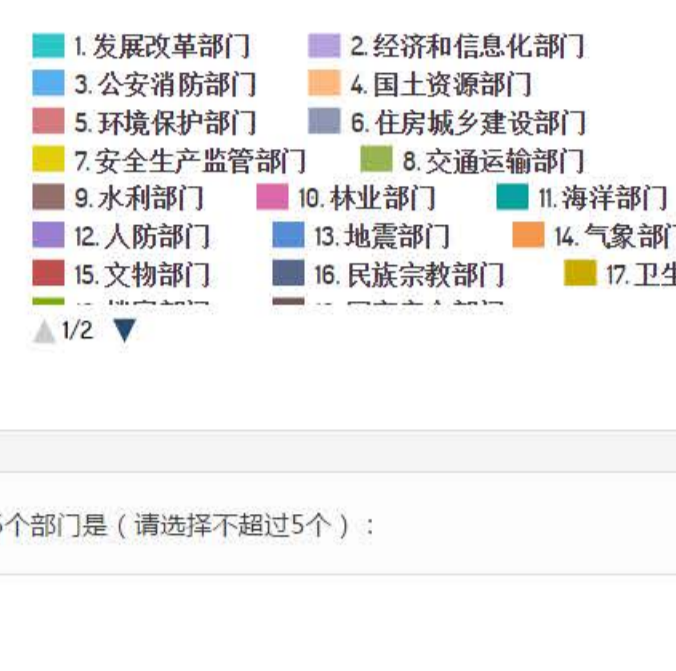 1. 发展改革部门 2. 经济和信息化部门
3. 公安消防部门 4. 国土资源部门
5. 环境保护部门 6. 住房城乡建设部门
7. 安全生产监管部门 8. 交通运输部门
9. 水利部门 10. 林业部门 11. 海洋部门
12. 人防部门 13. 地震部门 14. 气象部门
15. 文物部门 16. 民族宗教部门 17. 卫生
1/2
个部门是（请选择不超过5个）：